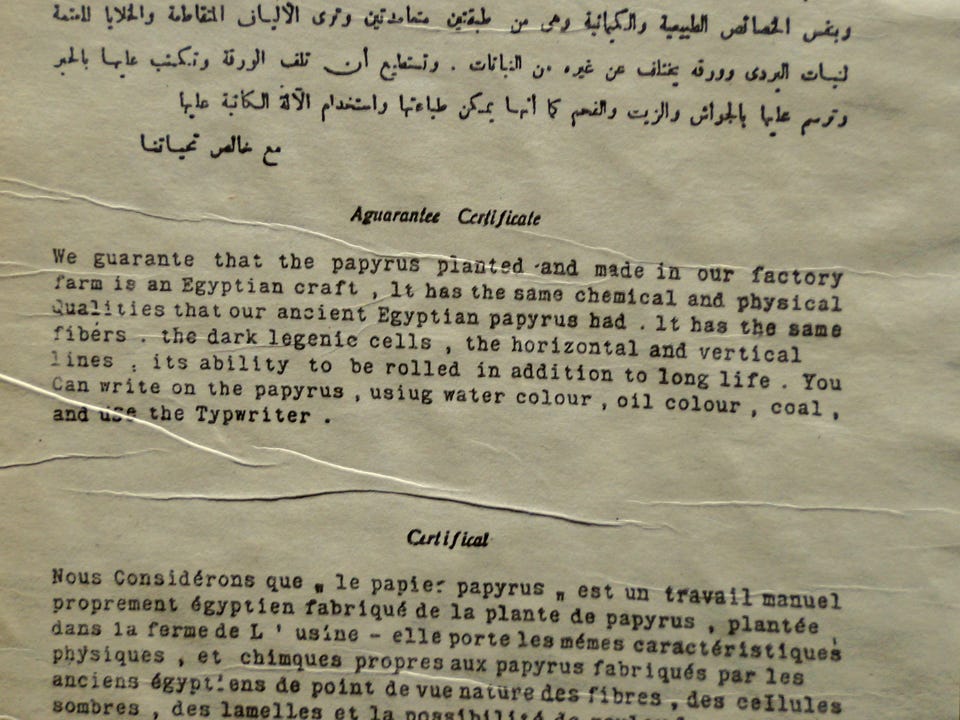 وبنفس الخصائص الطبيعية والكيمائية وهى من طبقتين متعامدتين وترى الألياف المتقاطعة والخلايا المعتمة
لنبات البردى وورقه يختلف عن غيره من النباتات . وتستطيع أن تلف الورقة وتكتب عليها بالحبر
وترسم عليها بالجواش والزيت والفحم كما أنها يمكن طباعتها واستخدام الآلة الكاتبة عليها
مع خالص تحياتنا
Aguarantee Certificate
We guarante that the papyrus planted and made in our factory
farm is an Egyptian craft , lt has the same chemical and physical
Qualities that our ancient Egyptian papyrus had . lt has the same
fibers . the dark legenic cells , the horizontal and vertical
lines , its ability to be rolled in addition to long life . You
Can write on the papyrus , usiug water colour , oil colour , coal ,
and use the Typwriter .
Certifical
Nous Considérons que „ le papier papyrus „ est un travail manuel
proprement égyptien fabriqué de la plante de papyrus , plantée
dans la ferme de L ' usine - elle porte les mémes caractéristiques
physiques , et chimques propres aux papyrus fabriqués par les
anciens égyptiens de point de vue nature des fibres , des cellules
sombres , des lamelles et la possibilité de